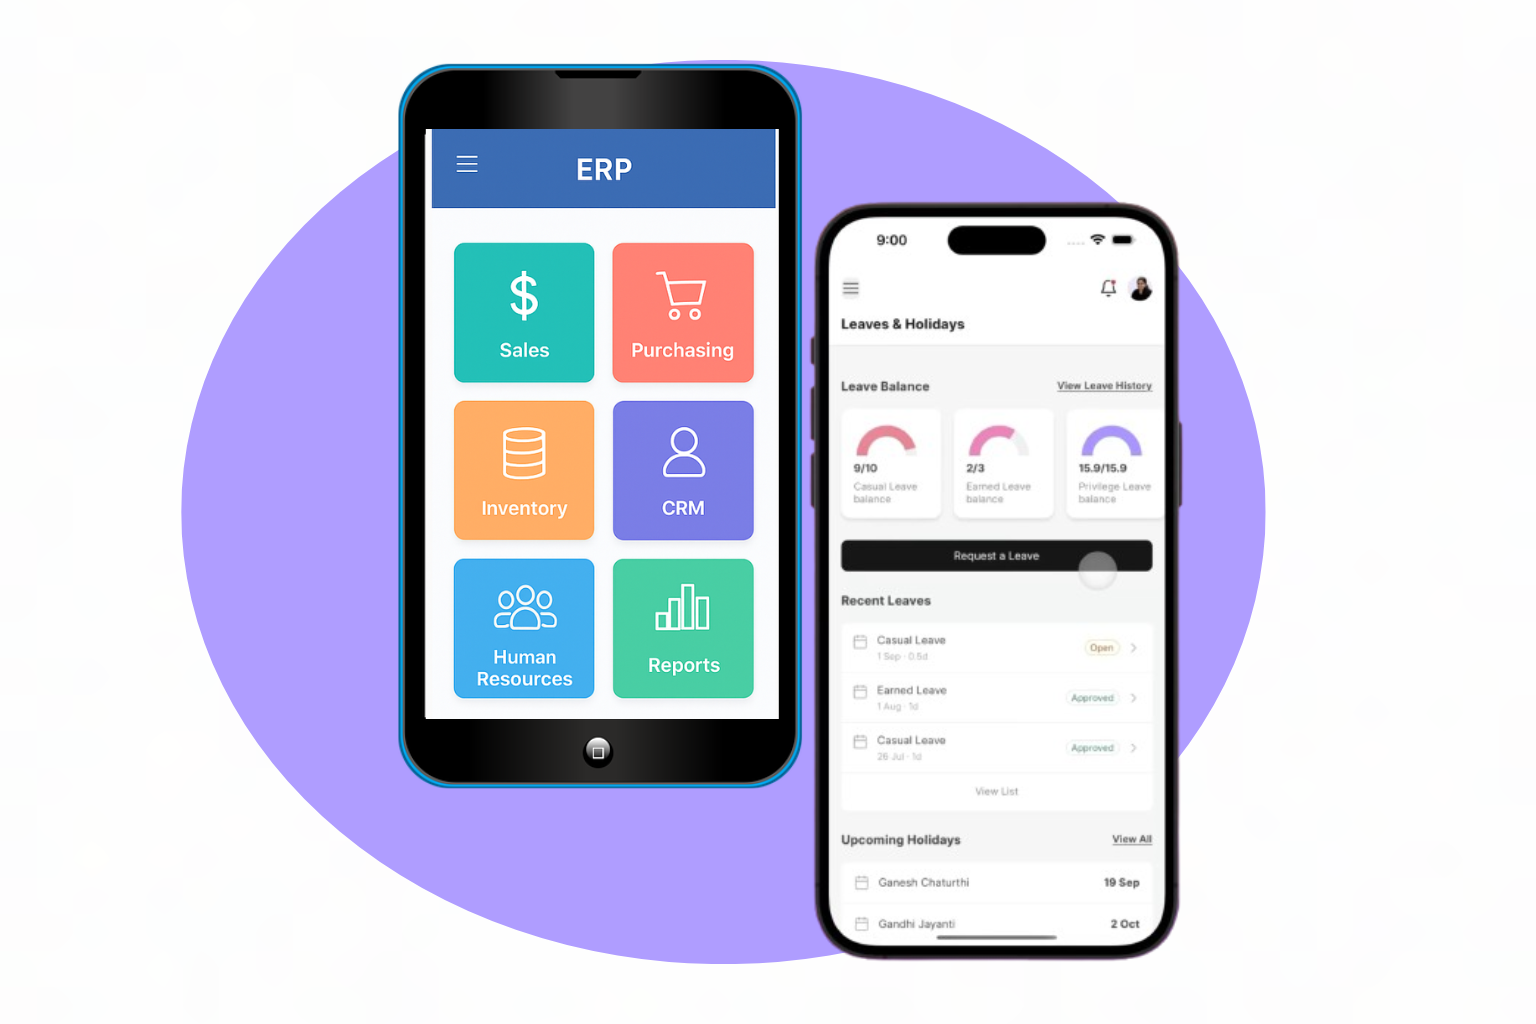 ERP
Sales
Purchasing
Inventory
CRM
Human
Resources
Reports
9:00
Leaves & Holidays
Leave Balance
View Leave History
9/10
Casual Leave
balance
2/3
Earned Leave
balance
15.9/15.9
Privilege Leave
balance
Request a Leave
Recent Leaves
Casual Leave
1 Sep · 0.5d
Open
Earned Leave
1 Aug · 1d
Approved
Casual Leave
26 Jul · 1d
Approved
View List
Upcoming Holidays
View All
Ganesh Chaturthi
19 Sep
Gandhi Jayanti
2 Oct